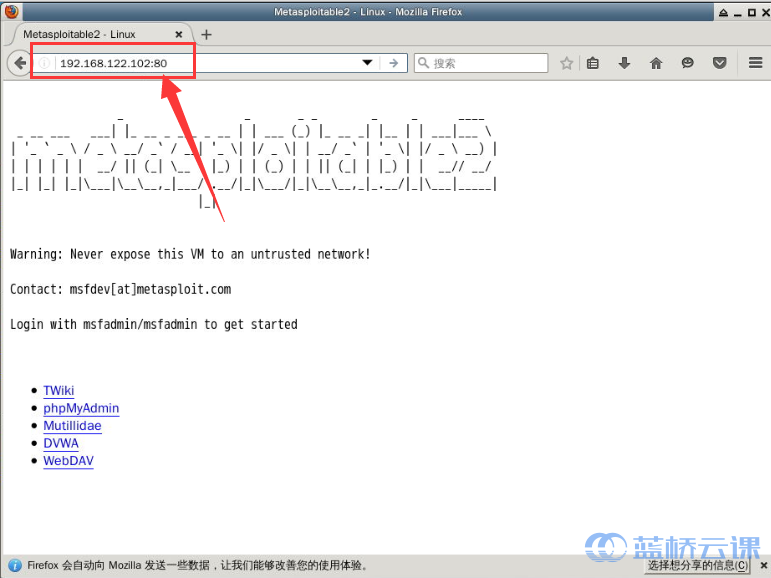 Metasploitable2 - Linux - Mozilla Firefox
Metasploitable2 - Linux
192.168.122.102:80
搜索
metasploitable2
Warning: Never expose this VM to an untrusted network!
Contact: msfdev[at]metasploit.com
Login with msfadmin/msfadmin to get started
TWiki
phpMyAdmin
Mutillidae
DVWA
WebDAV
蓝桥云课
Firefox 会自动向 Mozilla 发送一些数据，让我们能够改善您的使用体验。
选择想分享的信息(C)